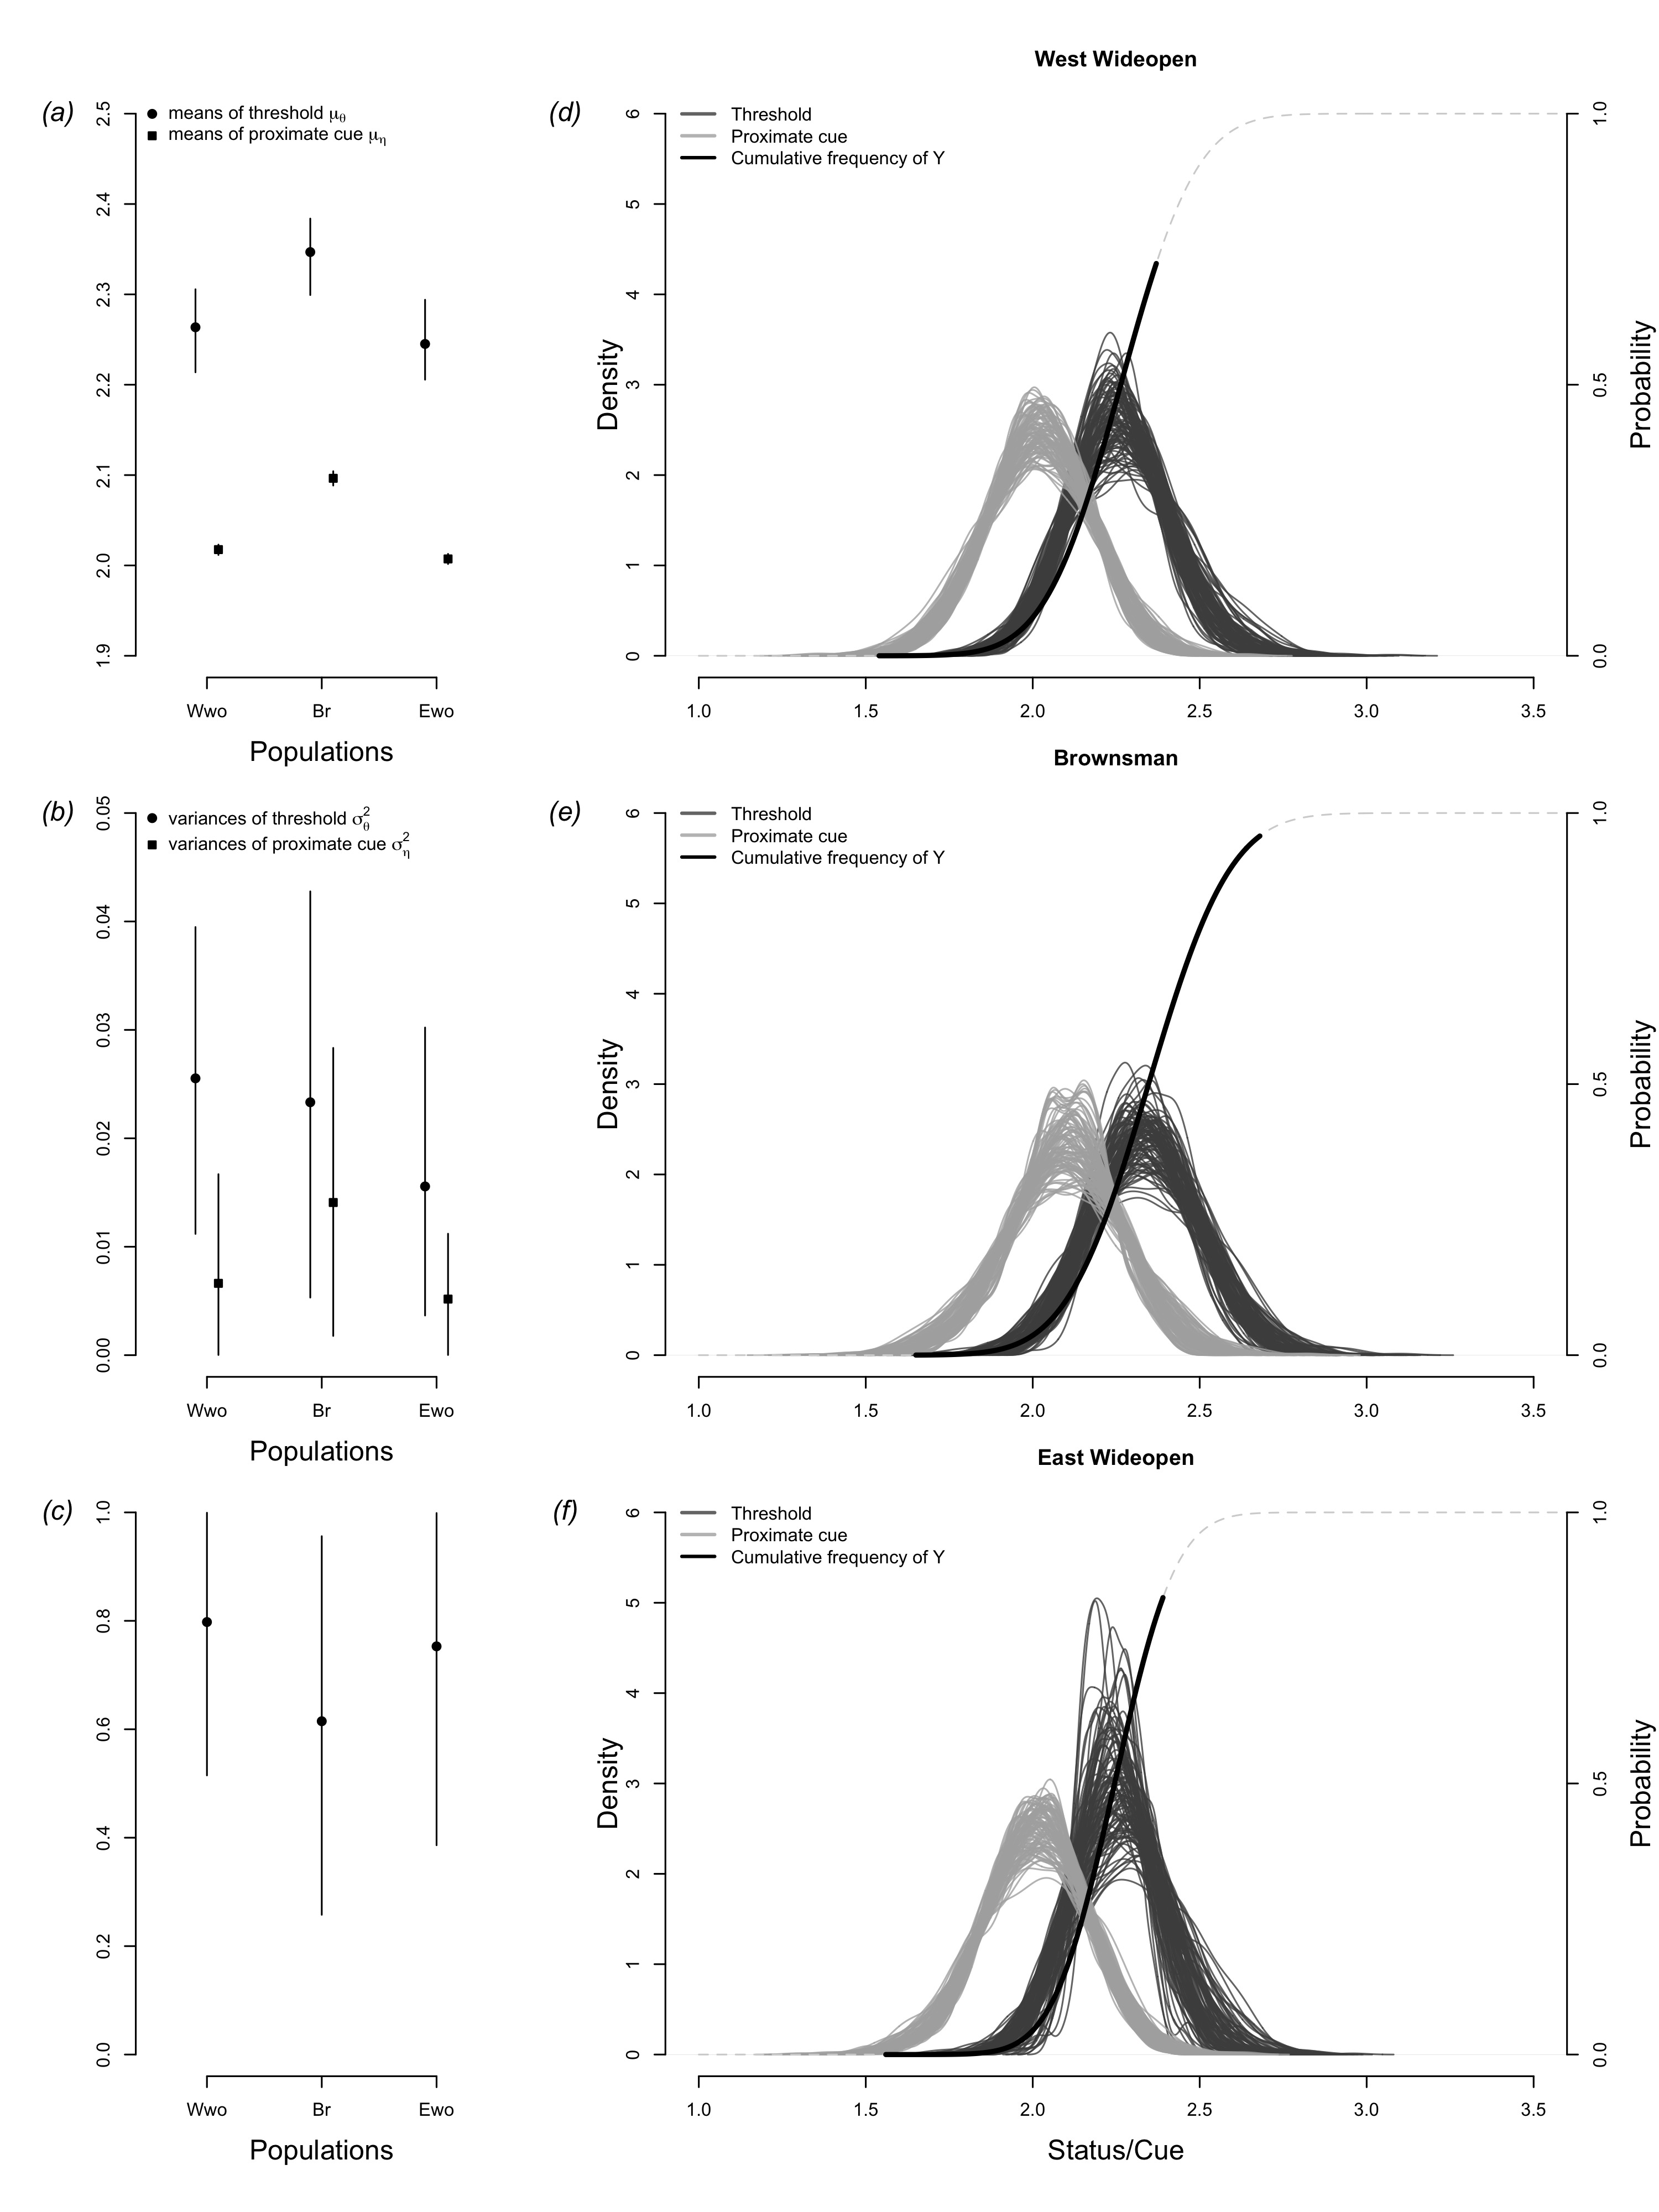 West Wideopen
(a)
means of threshold μθ
means of proximate cue μη
2.5
2.4
2.3
2.2
2.1
2.0
1.9
Wwo Br Ewo
Populations
(d)
Threshold
Proximate cue
Cumulative frequency of Y
6
5
4
3
2
1
0
Density
1.0
0.5
0.0
Probability
1.0 1.5 2.0 2.5 3.0 3.5
Brownsman
(b)
variances of threshold σ²θ
variances of proximate cue σ²η
0.05
0.04
0.03
0.02
0.01
0.00
Wwo Br Ewo
Populations
(e)
Threshold
Proximate cue
Cumulative frequency of Y
6
5
4
3
2
1
0
Density
1.0
0.5
0.0
Probability
1.0 1.5 2.0 2.5 3.0 3.5
East Wideopen
(c)
1.0
0.8
0.6
0.4
0.2
0.0
Wwo Br Ewo
Populations
(f)
Threshold
Proximate cue
Cumulative frequency of Y
6
5
4
3
2
1
0
Density
1.0
0.5
0.0
Probability
1.0 1.5 2.0 2.5 3.0 3.5
Status/Cue